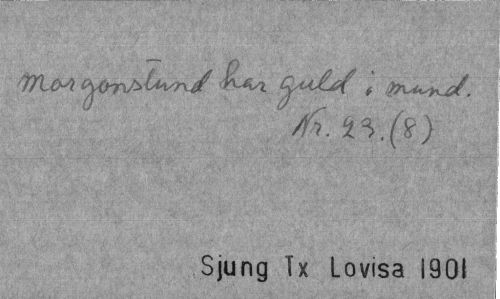 Morgonstund har guld i mund.
Nr. 23. (8)
Sjung Tx Lovisa 1901